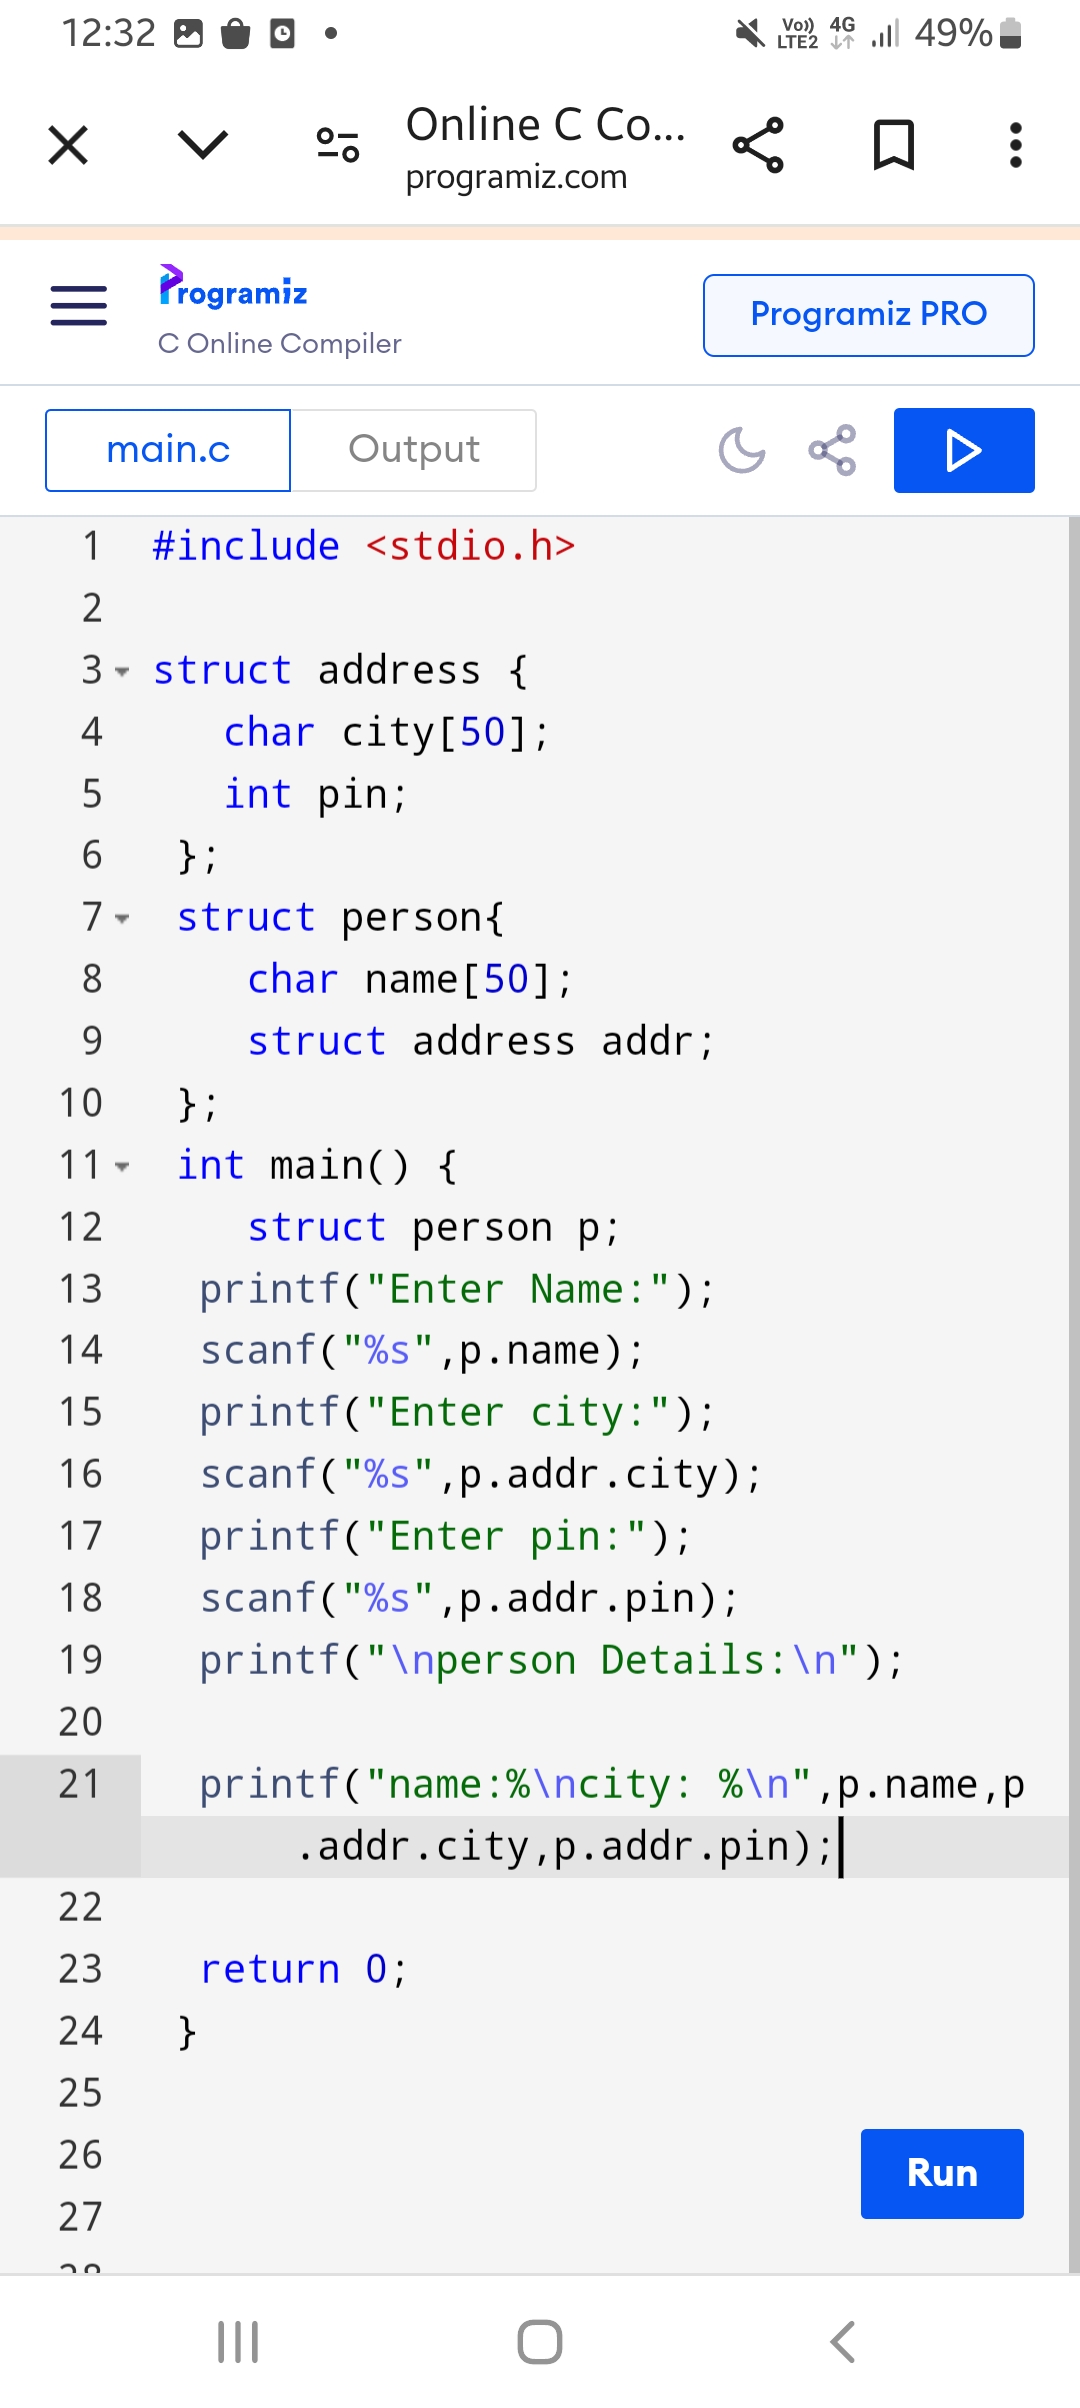 12:32 Vo)) LTE2 4G 49%
Online C Co...
programiz.com
Programiz
C Online Compiler
Programiz PRO
main.c Output
1 #include <stdio.h>
2
3 struct address {
4 char city[50];
5 int pin;
6 };
7 struct person{
8 char name[50];
9 struct address addr;
10 };
11 int main() {
12 struct person p;
13 printf("Enter Name:");
14 scanf("%s",p.name);
15 printf("Enter city:");
16 scanf("%s",p.addr.city);
17 printf("Enter pin:");
18 scanf("%s",p.addr.pin);
19 printf("\nperson Details:\n");
20
21 printf("name:%\ncity: %\n",p.name,p
.addr.city,p.addr.pin);
22
23 return 0;
24 }
25
26
Run
27